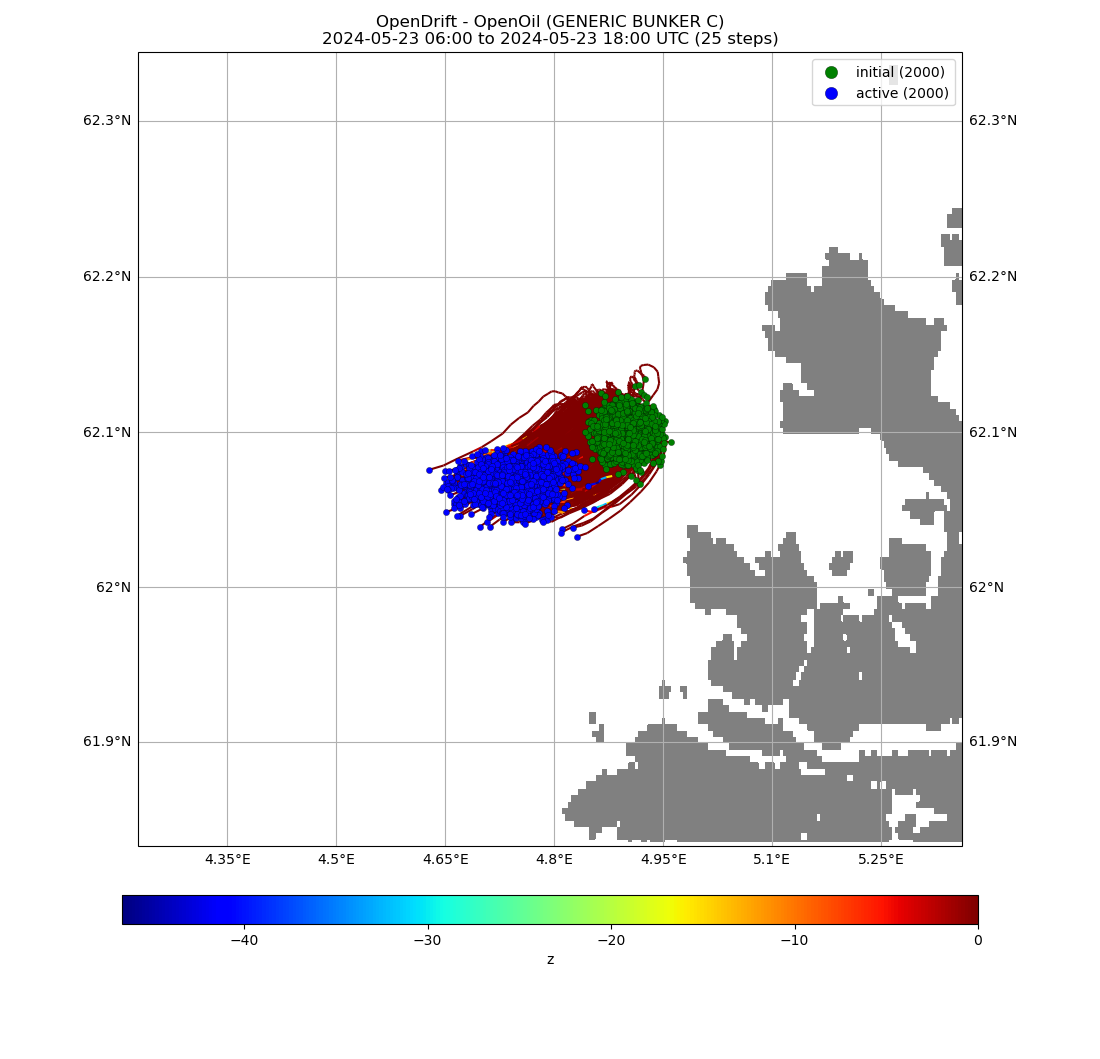 OpenDrift - OpenOil (GENERIC BUNKER C)
2024-05-23 06:00 to 2024-05-23 18:00 UTC (25 steps)
initial (2000)
active (2000)
62.3°N 62.3°N
62.2°N 62.2°N
62.1°N 62.1°N
62°N 62°N
61.9°N 61.9°N
4.35°E 4.5°E 4.65°E 4.8°E 4.95°E 5.1°E 5.25°E
−40 −30 −20 −10 0
z